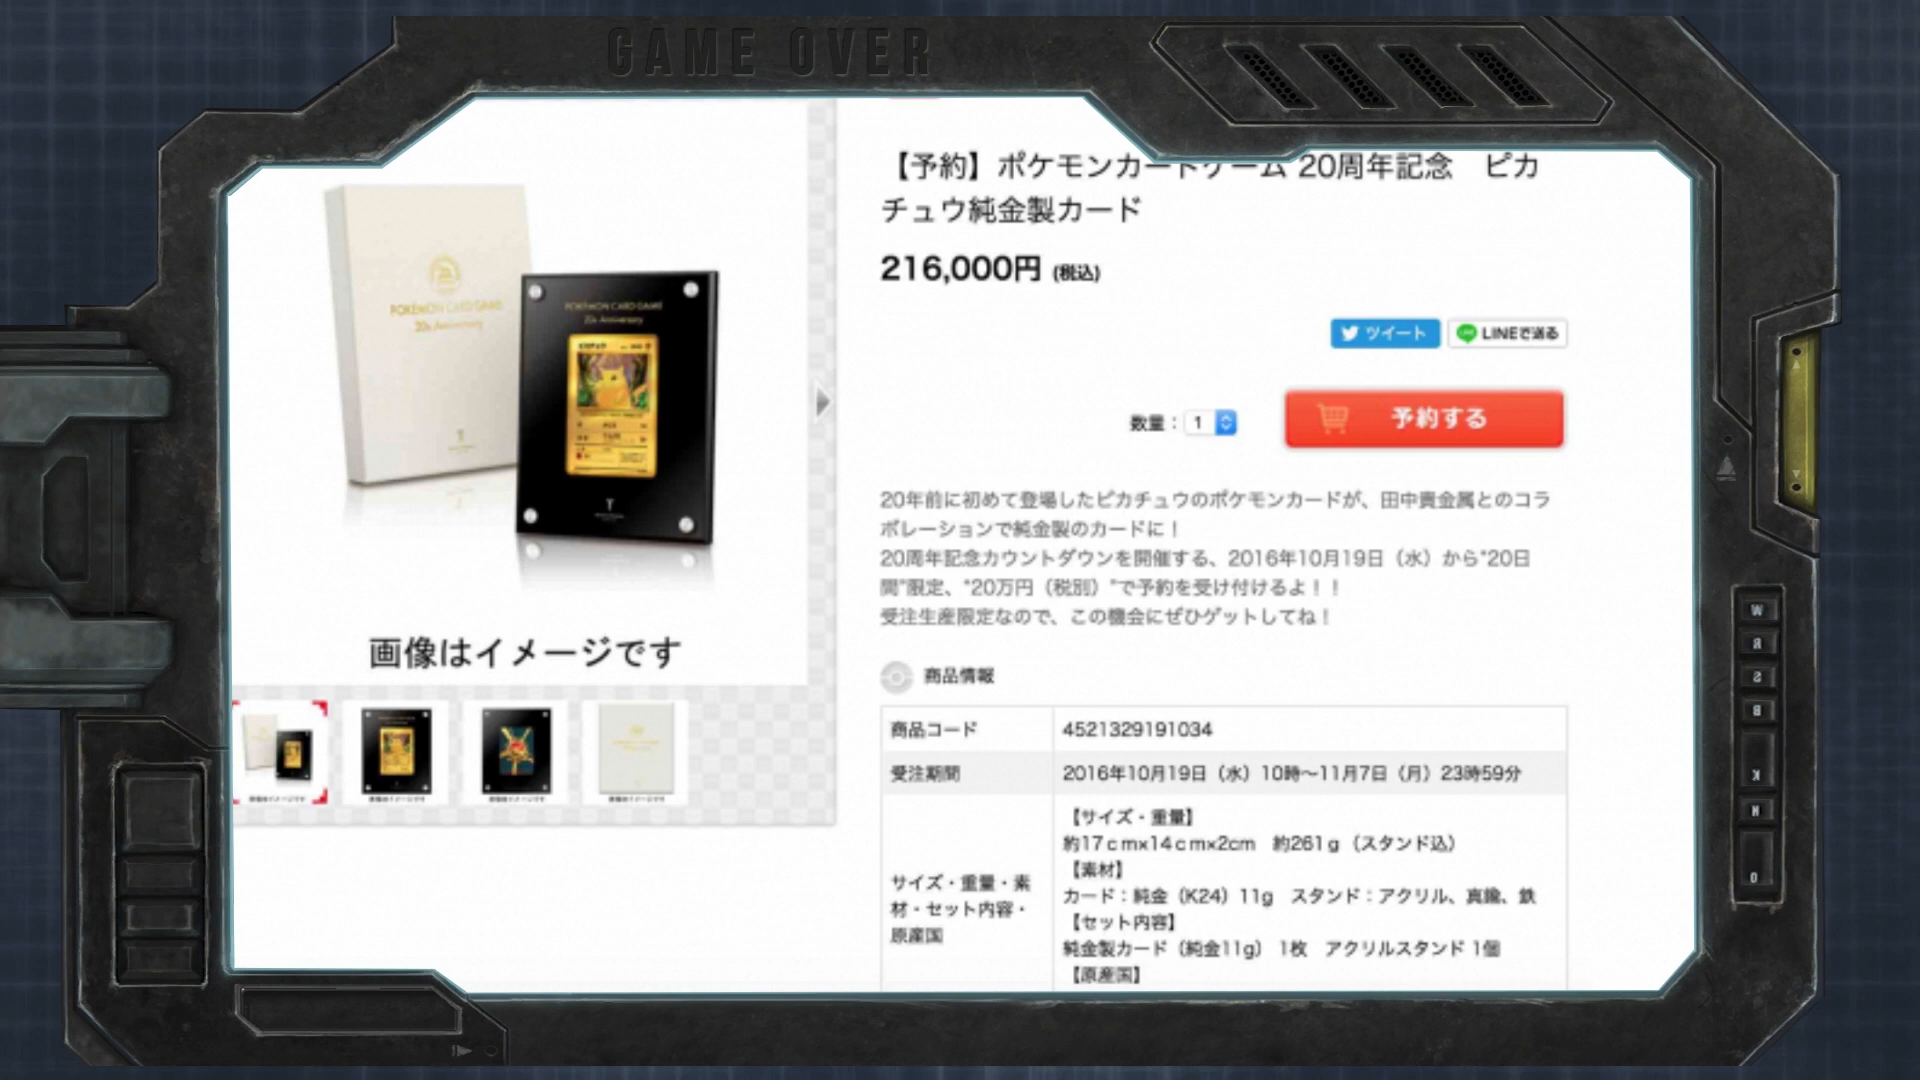 GAME OVER
【予約】ポケモンカードゲーム 20周年記念 ピカ
チュウ純金製カード
216,000円 (税込)
ツイート
LINEで送る
数量： 1
予約する
POKÉMON CARD GAME
20th Anniversary
POKÉMON CARD GAME
20th Anniversary
画像はイメージです
20年前に初めて登場したピカチュウのポケモンカードが、田中貴金属とのコラ
ボレーションで純金製のカードに！
20周年記念カウントダウンを開催する、2016年10月19日（水）から"20日
間"限定、"20万円（税別）"で予約を受け付けるよ！！
受注生産限定なので、この機会にぜひゲットしてね！
商品情報
商品コード 4521329191034
受注期間 2016年10月19日（水）10時〜11月7日（月）23時59分
サイズ・重量・素
材・セット内容・
原産国
【サイズ・重量】
約17ｃｍx14ｃｍ×2cm 約261ｇ（スタンド込）
【素材】
カード：純金（K24）11g スタンド：アクリル、真鍮、鉄
【セット内容】
純金製カード（純金11g） 1枚 アクリルスタンド 1個
【原産国】